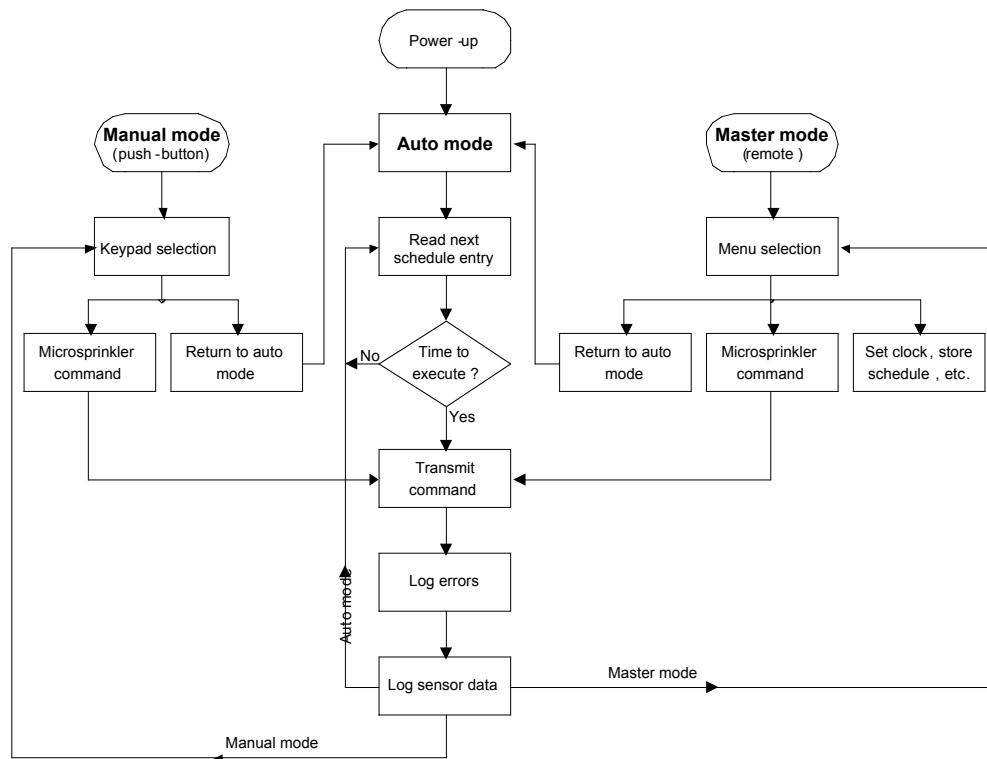 Power -up
Manual mode
(push -button)
Auto mode
Master mode
(remote )
Keypad selection
Read next
schedule entry
Menu selection
Microsprinkler
command
Return to auto
mode
No
Time to
execute ?
Return to auto
mode
Microsprinkler
command
Set clock, store
schedule , etc.
Yes
Transmit
command
Log errors
Auto mode
Log sensor data
Master mode
Manual mode